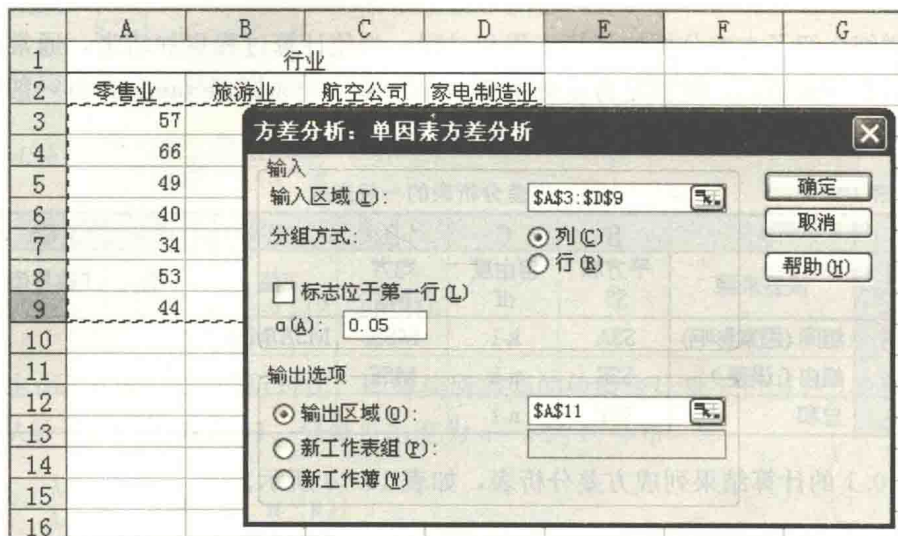 A B C D E F G
1 行业
2 零售业 旅游业 航空公司 家电制造业
3 57
4 66
5 49
6 40
7 34
8 53
9 44
10
11
12
13
14
15
16
方差分析：单因素方差分析
输入
输入区域(I): $A$3:$D$9
分组方式: 列(C)
行(R)
标志位于第一行(L)
α(A): 0.05
输出选项
输出区域(O): $A$11
新工作表组(P):
新工作薄(W)
确定
取消
帮助(H)